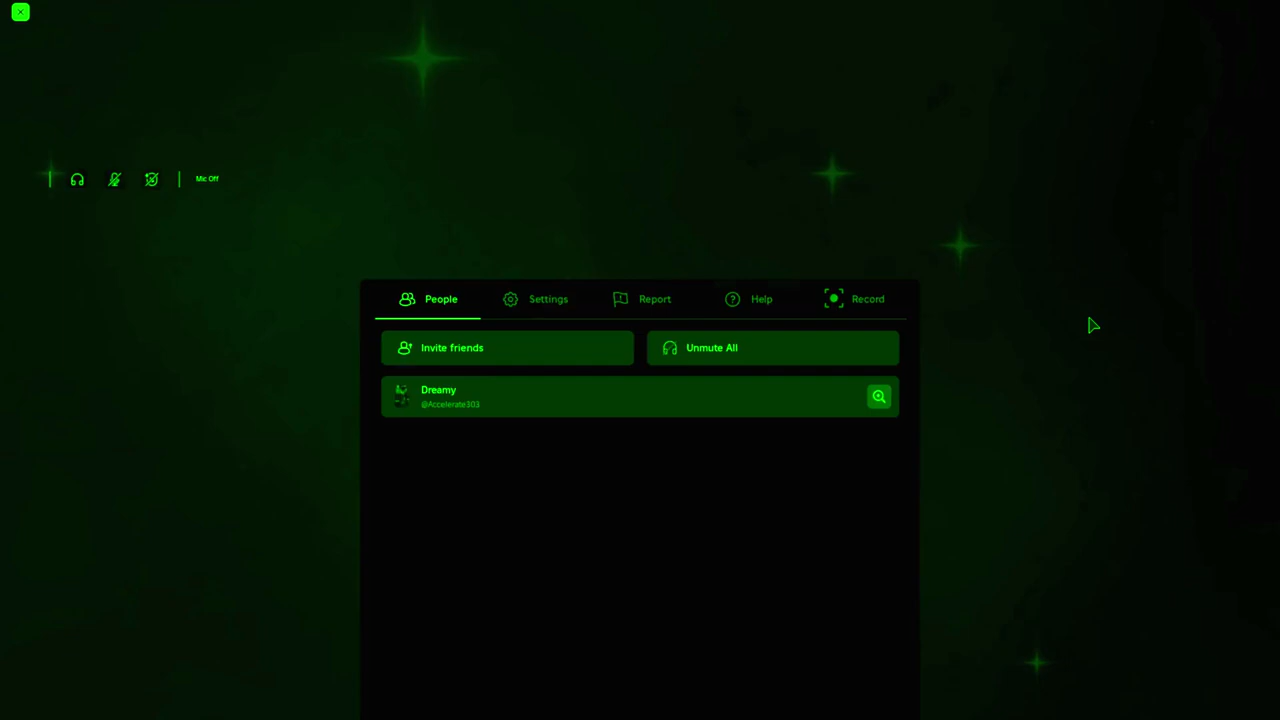 Mic Off
People Settings Report Help Record
Invite friends Unmute All
Dreamy
@Accelerate303